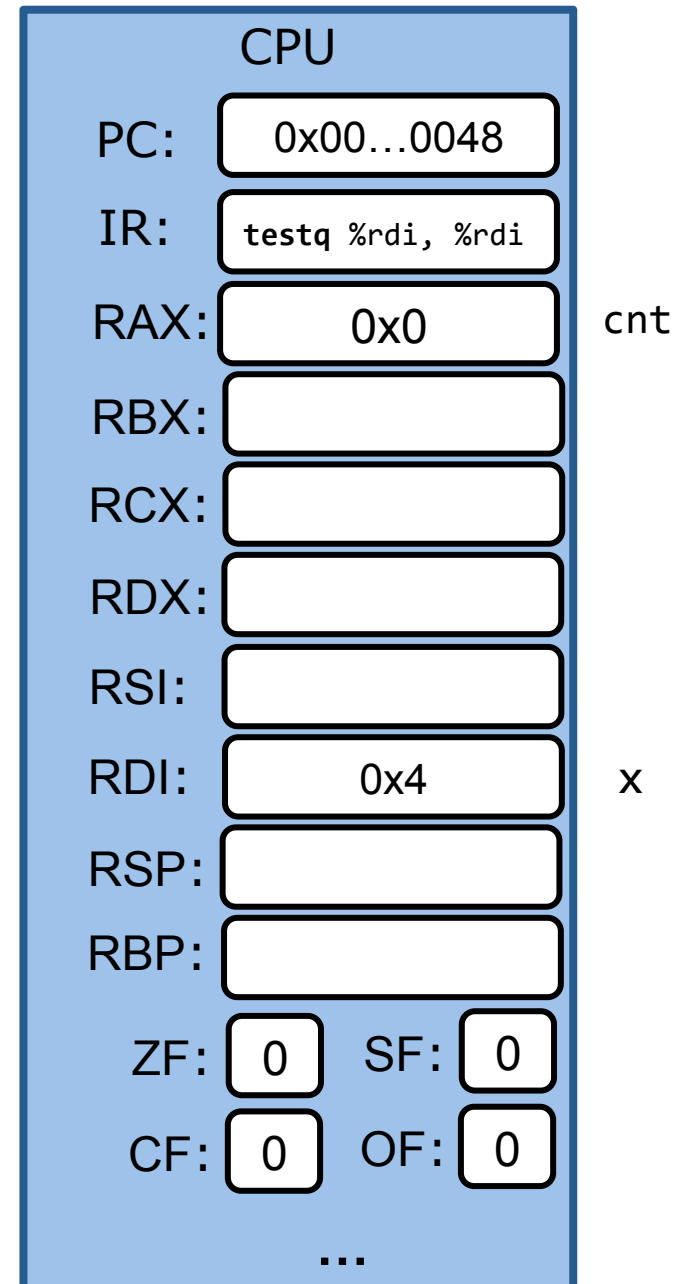 CPU
PC: 0x00...0048
IR: testq %rdi, %rdi
RAX: 0x0 cnt
RBX:
RCX:
RDX:
RSI:
RDI: 0x4 x
RSP:
RBP:
ZF: 0 SF: 0
CF: 0 OF: 0
...